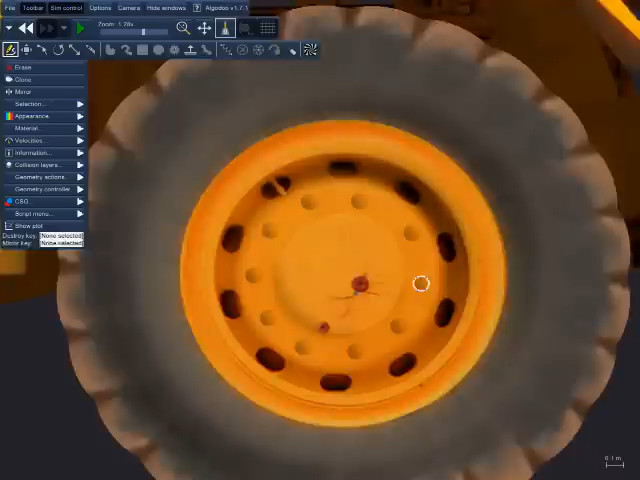 File Toolbar Sim control Options Camera Hide windows ? Algodoo v1.7.1
Zoom: 1.28x
Erase
Clone
Mirror
Selection...
Appearance...
Material...
Velocities...
Information...
Collision layers...
Geometry actions...
Geometry controller...
CSG...
Script menu...
Show plot
Destroy key: [None selected]
Mirror key: [None selected]
0.1 m